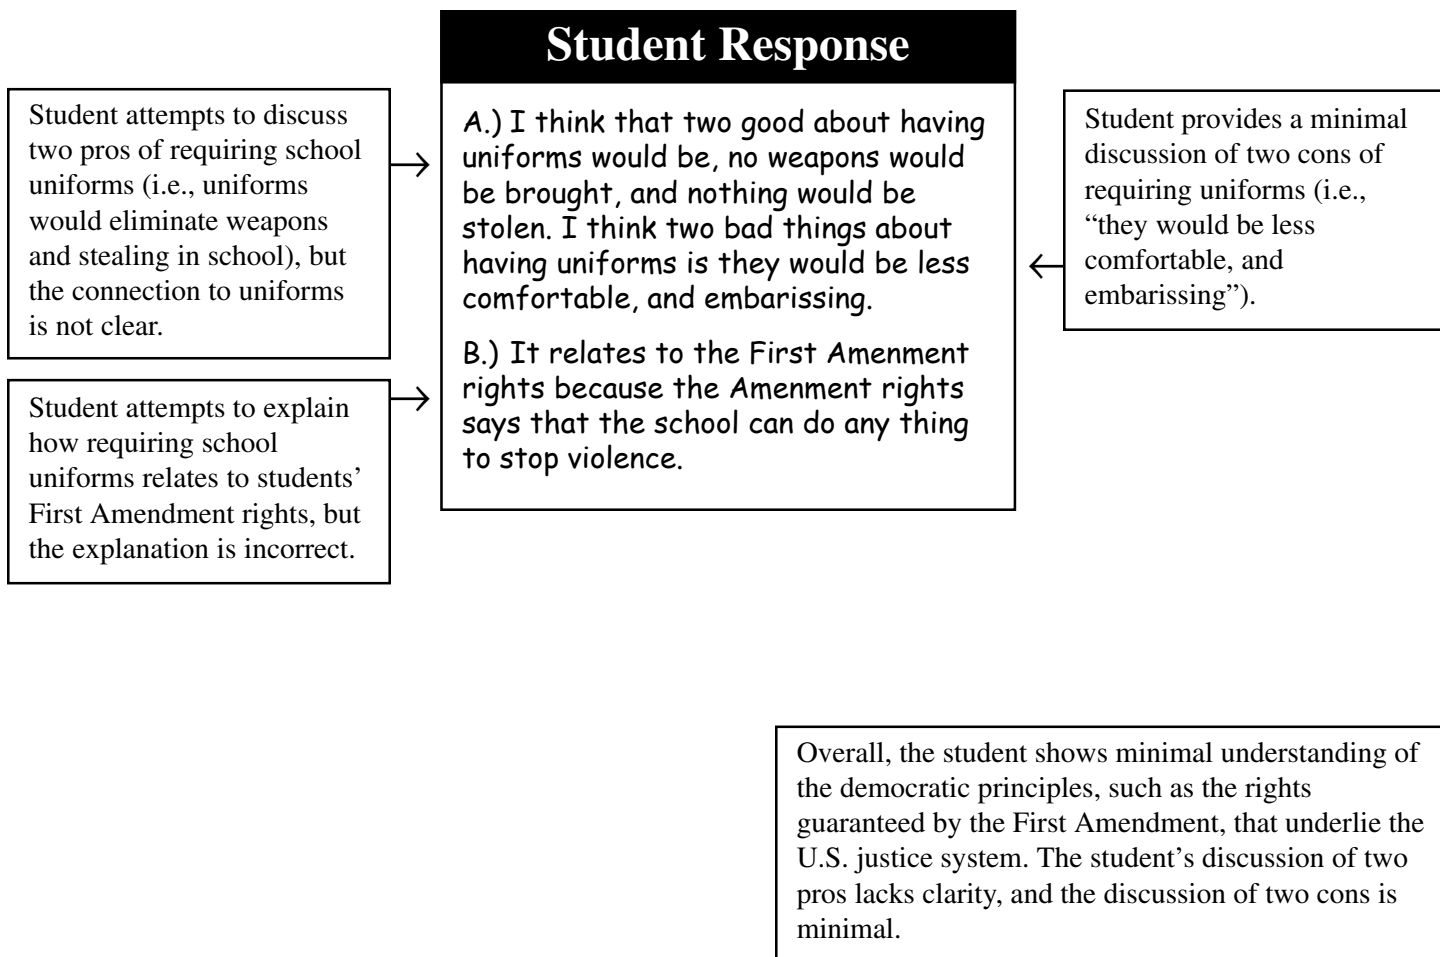 Student Response
Student attempts to discuss
two pros of requiring school
uniforms (i.e., uniforms
would eliminate weapons
and stealing in school), but
the connection to uniforms
is not clear.
Student attempts to explain
how requiring school
uniforms relates to students’
First Amendment rights, but
the explanation is incorrect.
A.) I think that two good about having
uniforms would be, no weapons would
be brought, and nothing would be
stolen. I think two bad things about
having uniforms is they would be less
comfortable, and embarissing.
B.) It relates to the First Amenment
rights because the Amenment rights
says that the school can do any thing
to stop violence.
Student provides a minimal
discussion of two cons of
requiring uniforms (i.e.,
“they would be less
comfortable, and
embarissing”).
Overall, the student shows minimal understanding of
the democratic principles, such as the rights
guaranteed by the First Amendment, that underlie the
U.S. justice system. The student’s discussion of two
pros lacks clarity, and the discussion of two cons is
minimal.